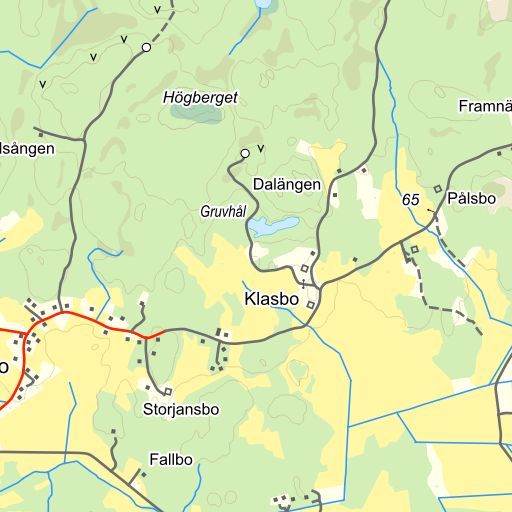 Högberget
Framnä
lsången
Dalängen
65
Pålsbo
Gruvhål
Klasbo
o
Storjansbo
Fallbo